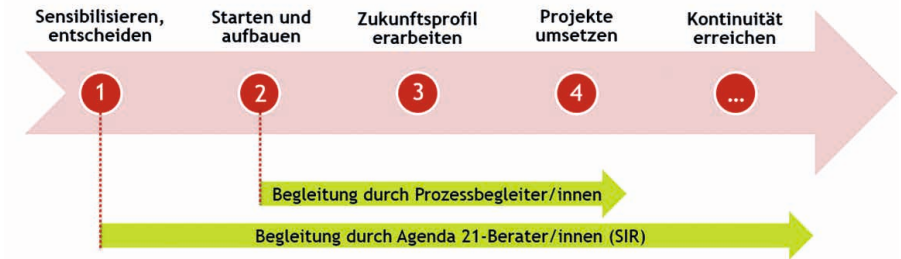 Sensibilisieren,
entscheiden
Starten und
aufbauen
Zukunftsprofil
erarbeiten
Projekte
umsetzen
Kontinuität
erreichen
1
2
3
4
...
Begleitung durch Prozessbegleiter/innen
Begleitung durch Agenda 21-Berater/innen (SIR)